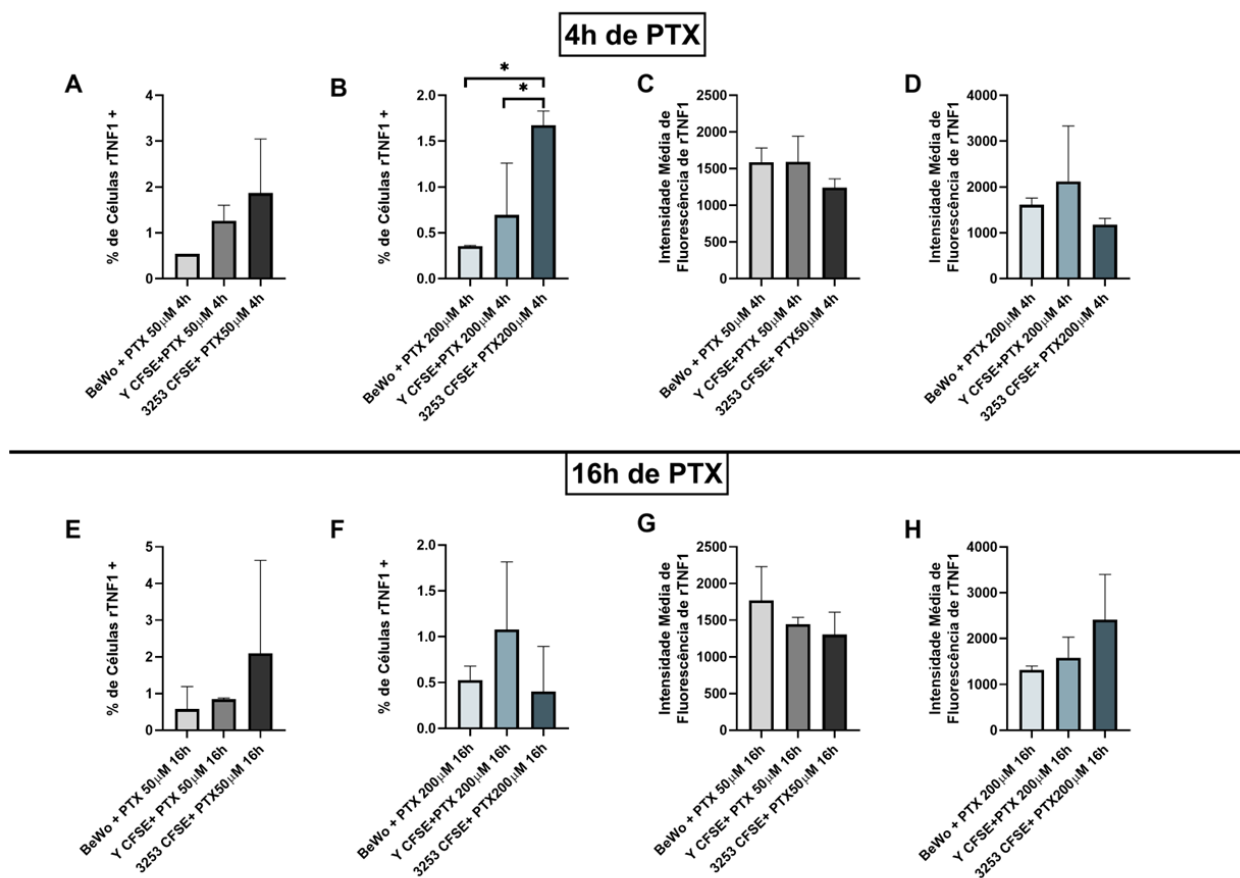 4h de PTX
A
% de Células rTNF1 +
4
3
2
1
0
BeWo + PTX 50μM 4h
Y CFSE+PTX 50μM 4h
3253 CFSE+ PTX50μM 4h
B
% de Células rTNF1 +
2.0
1.5
1.0
0.5
0.0
*
*
BeWo + PTX 200μM 4h
Y CFSE+PTX 200μM 4h
3253 CFSE+ PTX200μM 4h
C
Intensidade Média de
Fluorescência de rTNF1
2500
2000
1500
1000
500
0
BeWo + PTX 50μM 4h
Y CFSE+PTX 50μM 4h
3253 CFSE+ PTX50μM 4h
D
Intensidade Média de
Fluorescência de rTNF1
4000
3000
2000
1000
0
BeWo + PTX 200μM 4h
Y CFSE+PTX 200μM 4h
3253 CFSE+ PTX200μM 4h
16h de PTX
E
% de Células rTNF1 +
5
4
3
2
1
0
BeWo + PTX 50μM 16h
Y CFSE+ PTX 50μM 16h
3253 CFSE+ PTX50μM 16h
F
% de Células rTNF1 +
2.0
1.5
1.0
0.5
0.0
BeWo + PTX 200μM 16h
Y CFSE+PTX 200μM 16h
3253 CFSE+ PTX200μM 16h
G
Intensidade Média de
Fluorescência de rTNF1
2500
2000
1500
1000
500
0
BeWo + PTX 50μM 16h
Y CFSE+ PTX 50μM 16h
3253 CFSE+ PTX50μM 16h
H
Intensidade Média de
Fluorescência de rTNF1
4000
3000
2000
1000
0
BeWo + PTX 200μM 16h
Y CFSE+PTX 200μM 16h
3253 CFSE+ PTX200μM 16h